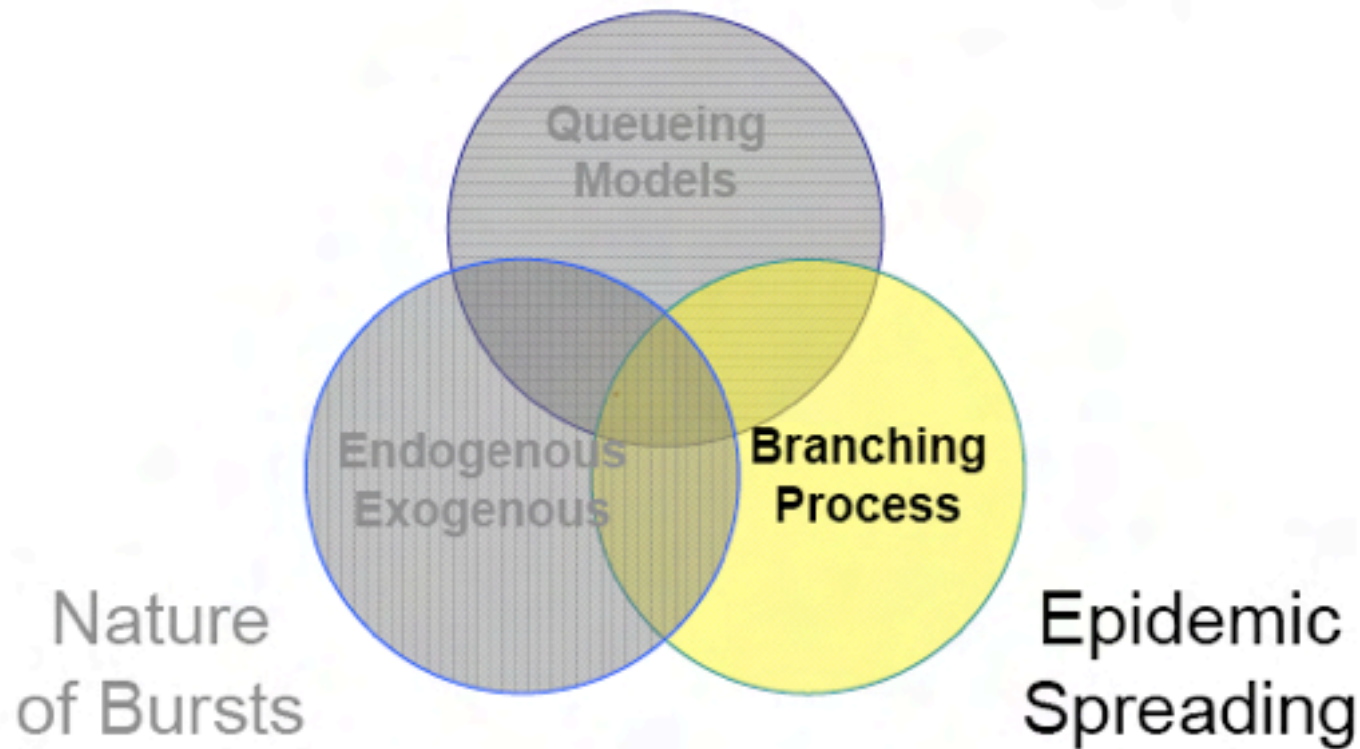 Queueing
Models
Endogenous
Exogenous
Branching
Process
Nature
of Bursts
Epidemic
Spreading